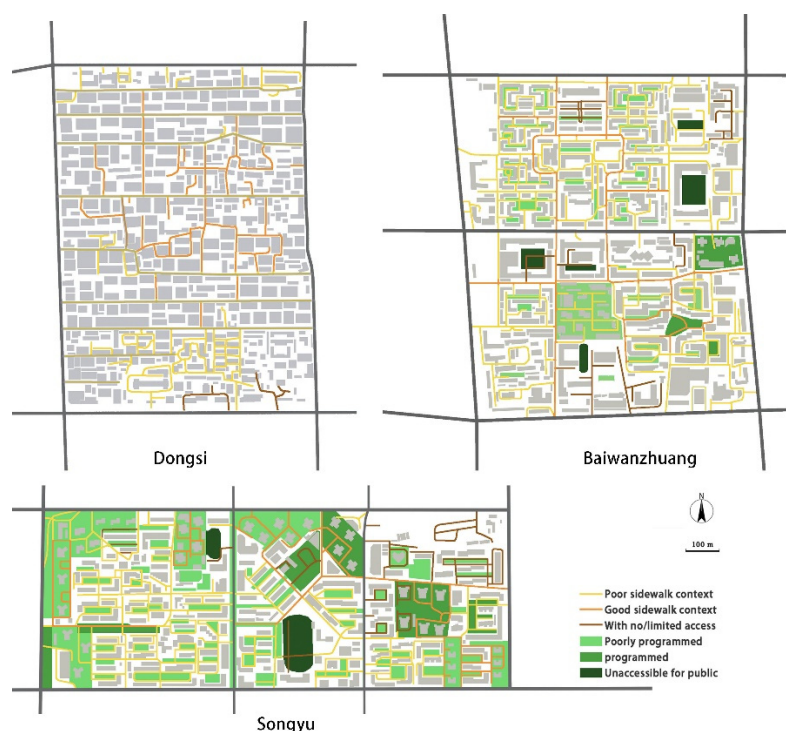 Dongsi
Baiwanzhuang
Songyu
N
100 m
Poor sidewalk context
Good sidewalk context
With no/limited access
Poorly programmed
programmed
Unaccessible for public